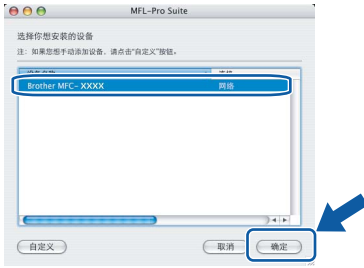 MFL-Pro Suite
选择你想安装的设备
注：如果您想手动添加设备、请点击“自定义”按钮。
Brother MFC- XXXX 网络
自定义 取消 确定